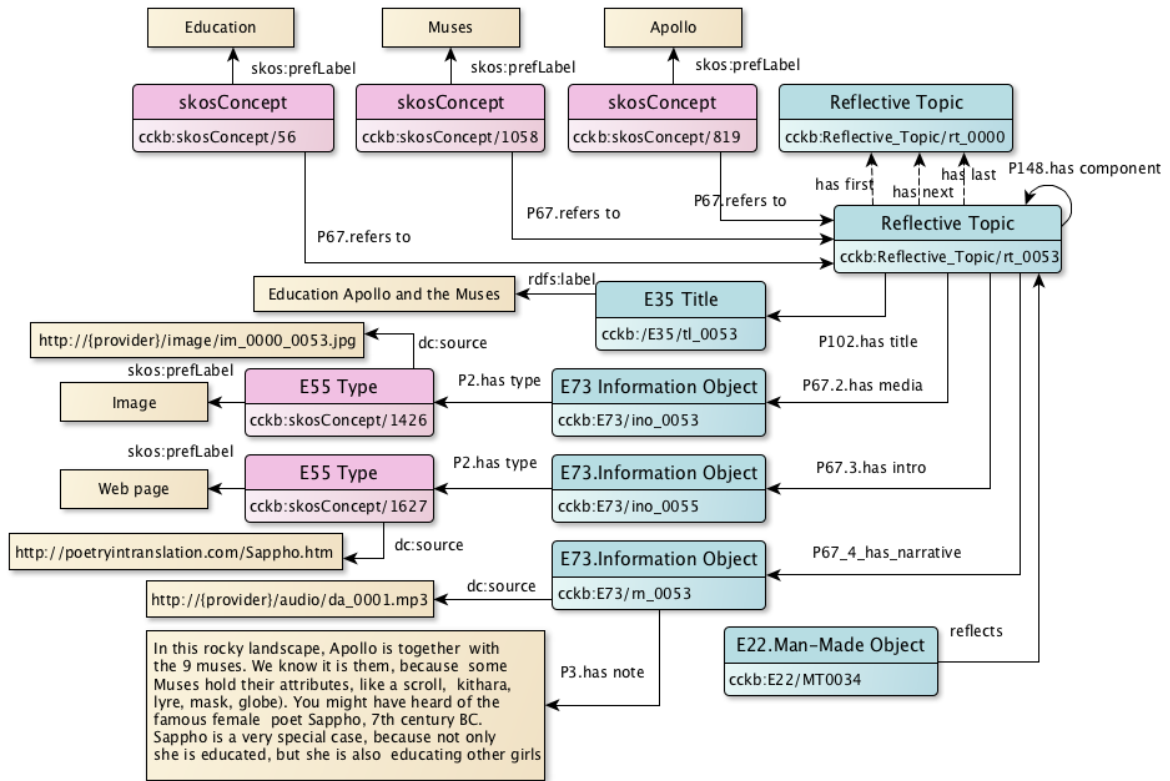 Education
Muses
Apollo
skos:prefLabel
skos:prefLabel
skos:prefLabel
skosConcept
cckb:skosConcept/56
skosConcept
cckb:skosConcept/1058
skosConcept
cckb:skosConcept/819
Reflective Topic
cckb:Reflective_Topic/rt_0000
has first
has next
has last
P148.has component
P67.refers to
P67.refers to
P67.refers to
Reflective Topic
cckb:Reflective_Topic/rt_0053
Education Apollo and the Muses
rdfs:label
E35 Title
cckb:/E35/tl_0053
P102.has title
http://{provider}/image/im_0000_0053.jpg
dc:source
skos:prefLabel
Image
E55 Type
cckb:skosConcept/1426
P2.has type
E73 Information Object
cckb:E73/ino_0053
P67.2.has media
skos:prefLabel
Web page
E55 Type
cckb:skosConcept/1627
P2.has type
E73.Information Object
cckb:E73/ino_0055
P67.3.has intro
http://poetryintranslation.com/Sappho.htm
dc:source
E73.Information Object
cckb:E73/rn_0053
P67_4_has_narrative
http://{provider}/audio/da_0001.mp3
dc:source
In this rocky landscape, Apollo is together with
the 9 muses. We know it is them, because some
Muses hold their attributes, like a scroll, kithara,
lyre, mask, globe). You might have heard of the
famous female poet Sappho, 7th century BC.
Sappho is a very special case, because not only
she is educated, but she is also educating other girls
P3.has note
E22.Man-Made Object
cckb:E22/MT0034
reflects